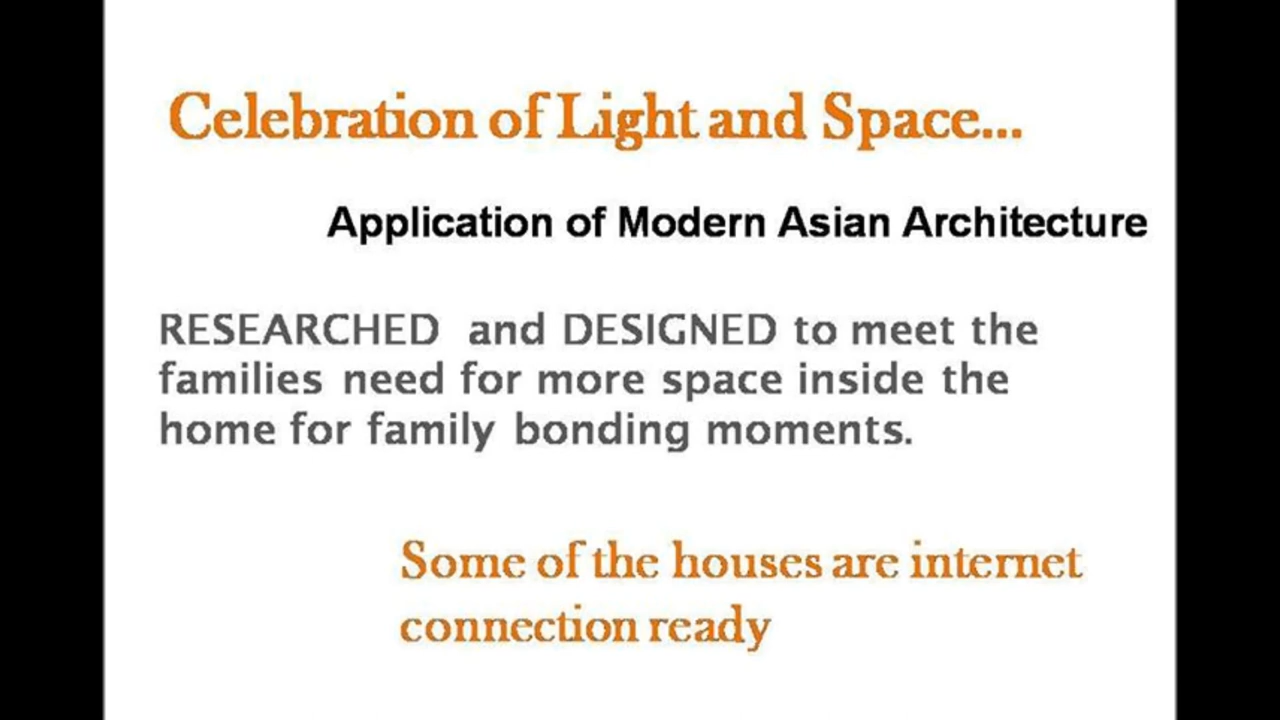 Celebration of Light and Space...
Application of Modern Asian Architecture
RESEARCHED and DESIGNED to meet the
families need for more space inside the
home for family bonding moments.
Some of the houses are internet
connection ready